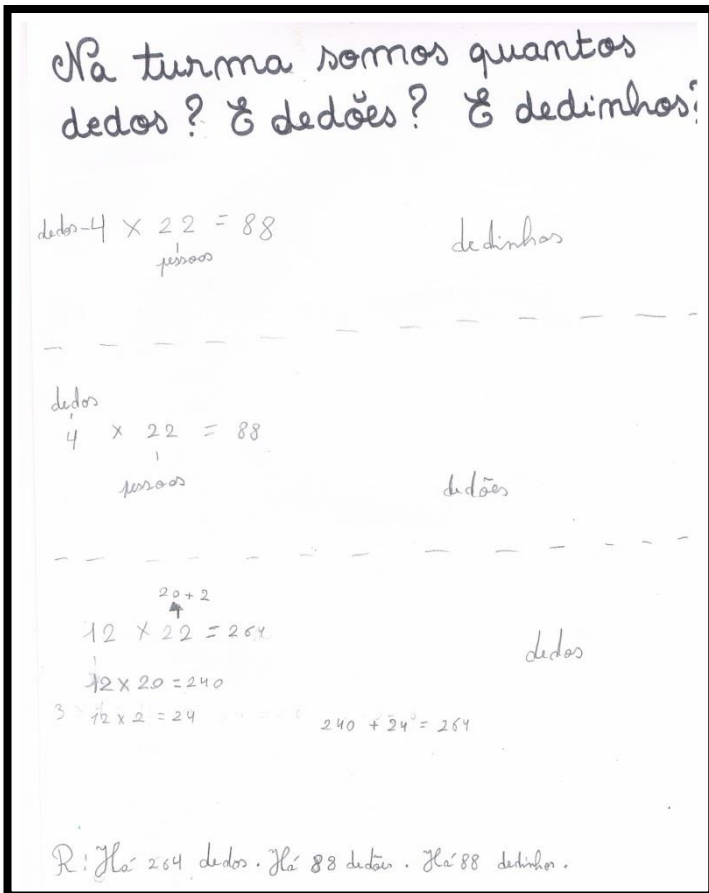 Na turma somos quantos
dedos? E dedões? E dedinhos?
dedos-4 × 22 = 88
pessoas
dedinhos
dedos
4 × 22 = 88
pessoas
dedões
20+2
12 × 22 = 264
dedos
12 × 20 = 240
3 12 × 2 = 24
240 + 24 = 264
R: Há 264 dedos. Há 88 dedões. Há 88 dedinhos.